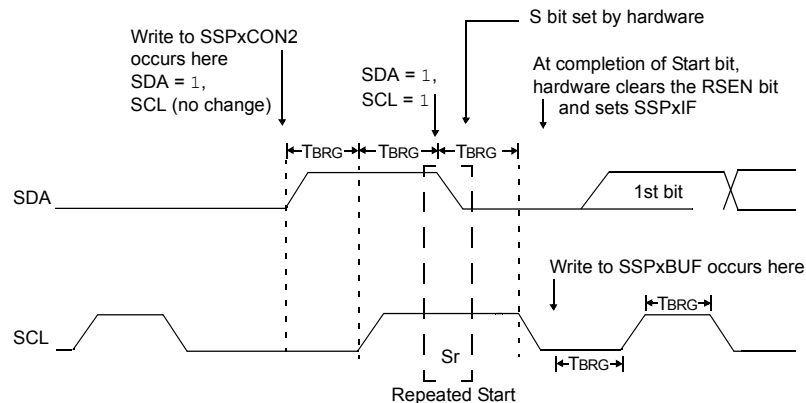 S bit set by hardware
Write to SSPxCON2
occurs here
SDA = 1,
SCL (no change)
SDA = 1,
SCL = 1
At completion of Start bit,
hardware clears the RSEN bit
and sets SSPxIF
TBRG
TBRG
TBRG
SDA
1st bit
Write to SSPxBUF occurs here
TBRG
SCL
Sr
TBRG
Repeated Start